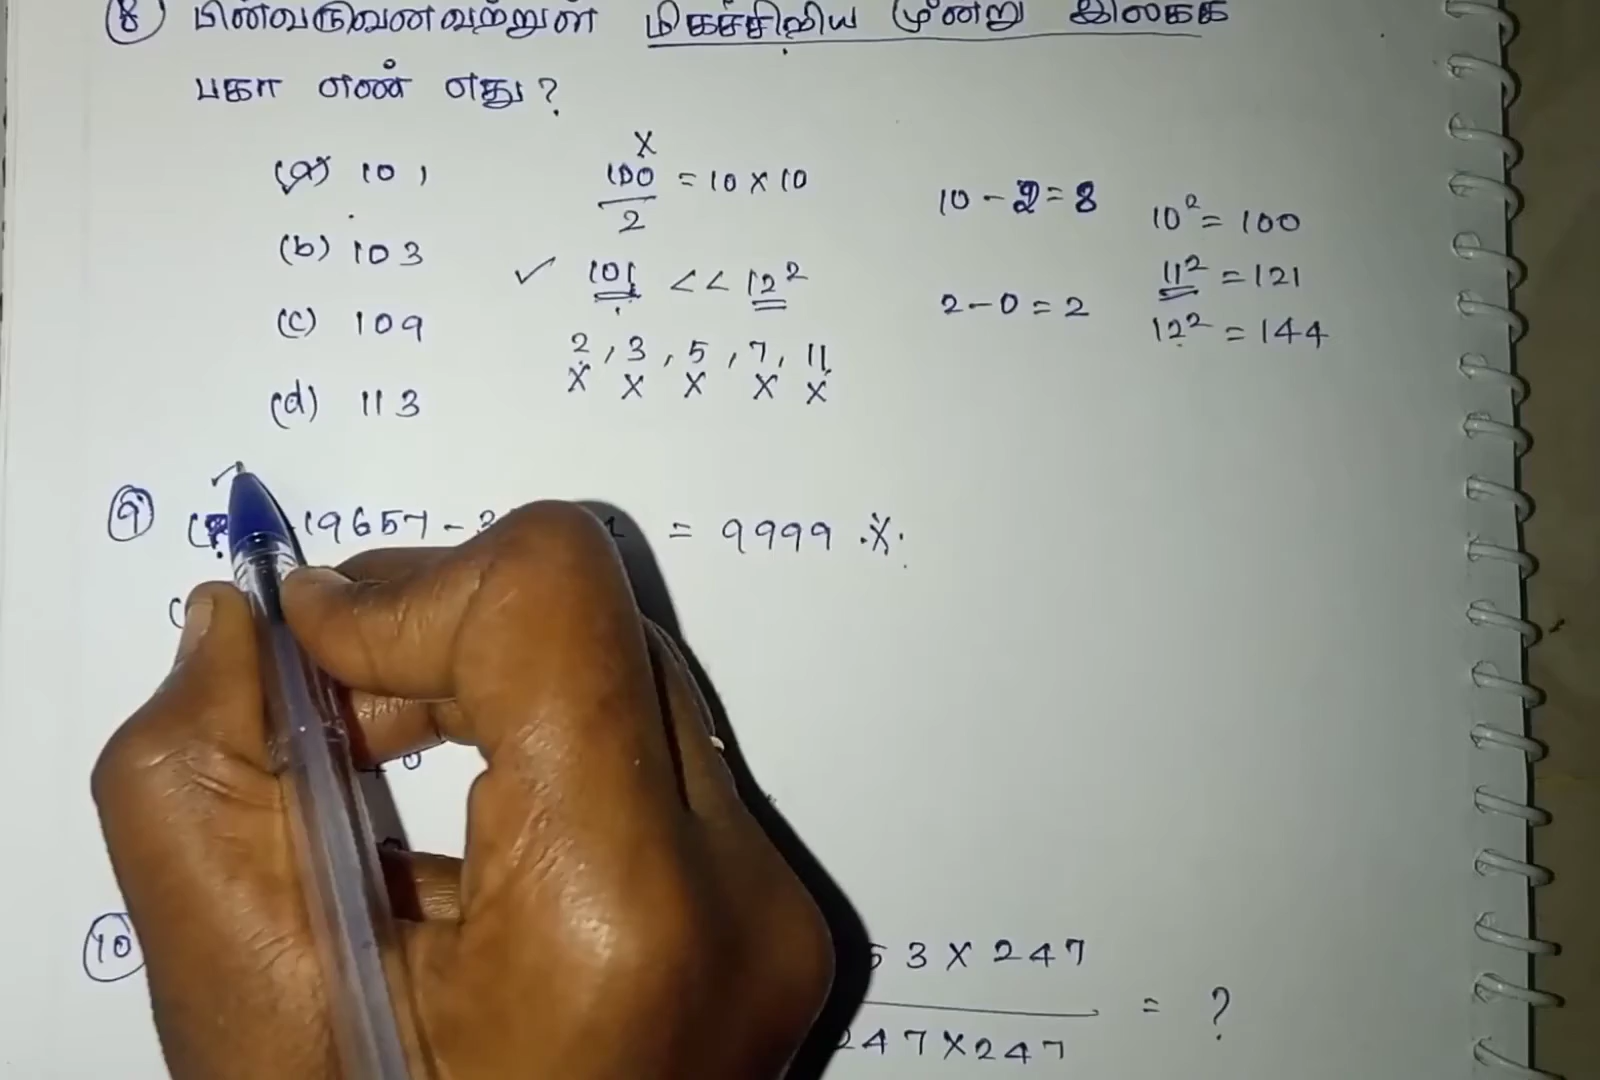 8 பின்வருவனவற்றுள் மிகச்சிறிய மூன்று இலக்க
பகா எண் எது?
(a) 101
(b) 103
(c) 109
(d) 113
X
100/2 = 10 X 10
✓ 101 << 12²
2, 3, 5, 7, 11
X X X X X
10 - 2 = 8
2 - 0 = 2
10² = 100
11² = 121
12² = 144
9 19657 - 3 = 9999 X
10 53 X 247
247 X 247 = ?